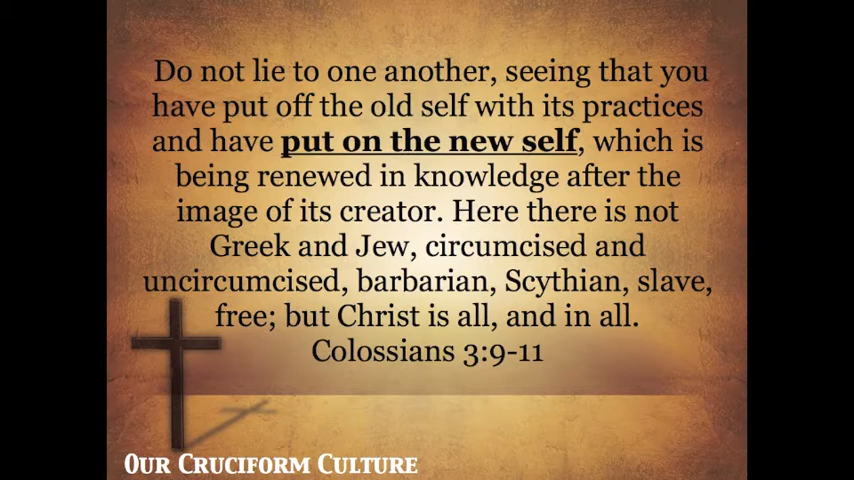 Do not lie to one another, seeing that you
have put off the old self with its practices
and have put on the new self, which is
being renewed in knowledge after the
image of its creator. Here there is not
Greek and Jew, circumcised and
uncircumcised, barbarian, Scythian, slave,
free; but Christ is all, and in all.
Colossians 3:9-11
Our Cruciform Culture